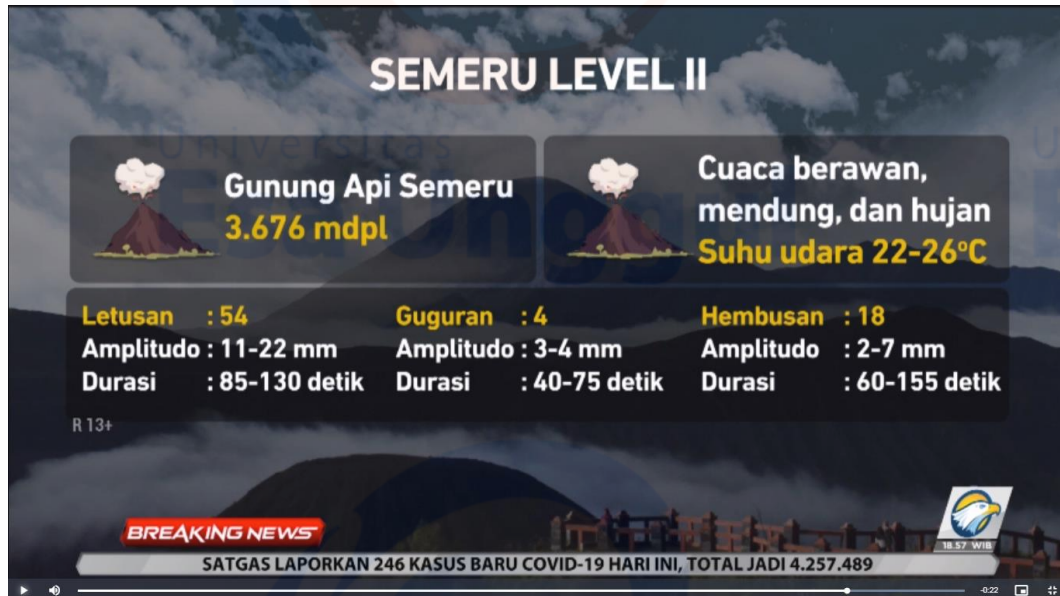 SEMERU LEVEL II
Universitas
Gunung Api Semeru
3.676 mdpl
Cuaca berawan,
mendung, dan hujan
Suhu udara 22-26°C
Letusan : 54
Amplitudo : 11-22 mm
Durasi : 85-130 detik
Guguran : 4
Amplitudo : 3-4 mm
Durasi : 40-75 detik
Hembusan : 18
Amplitudo : 2-7 mm
Durasi : 60-155 detik
R 13+
BREAKING NEWS
18.57 WIB
SATGAS LAPORKAN 246 KASUS BARU COVID-19 HARI INI, TOTAL JADI 4.257.489
-0:22